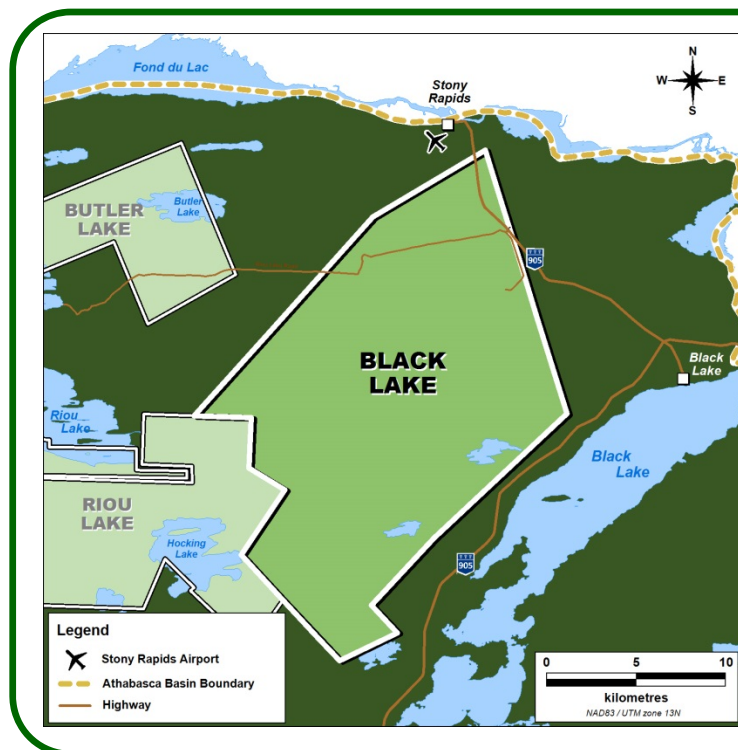 Fond du Lac
Stony
Rapids
N
W
E
S
BUTLER
LAKE
Butler
Lake
905
BLACK
LAKE
Black
Lake
Riou
Lake
Black
Lake
RIOU
LAKE
Hocking
Lake
905
Legend
Stony Rapids Airport
Athabasca Basin Boundary
Highway
0 5 10
kilometres
NAD83 / UTM zone 13N